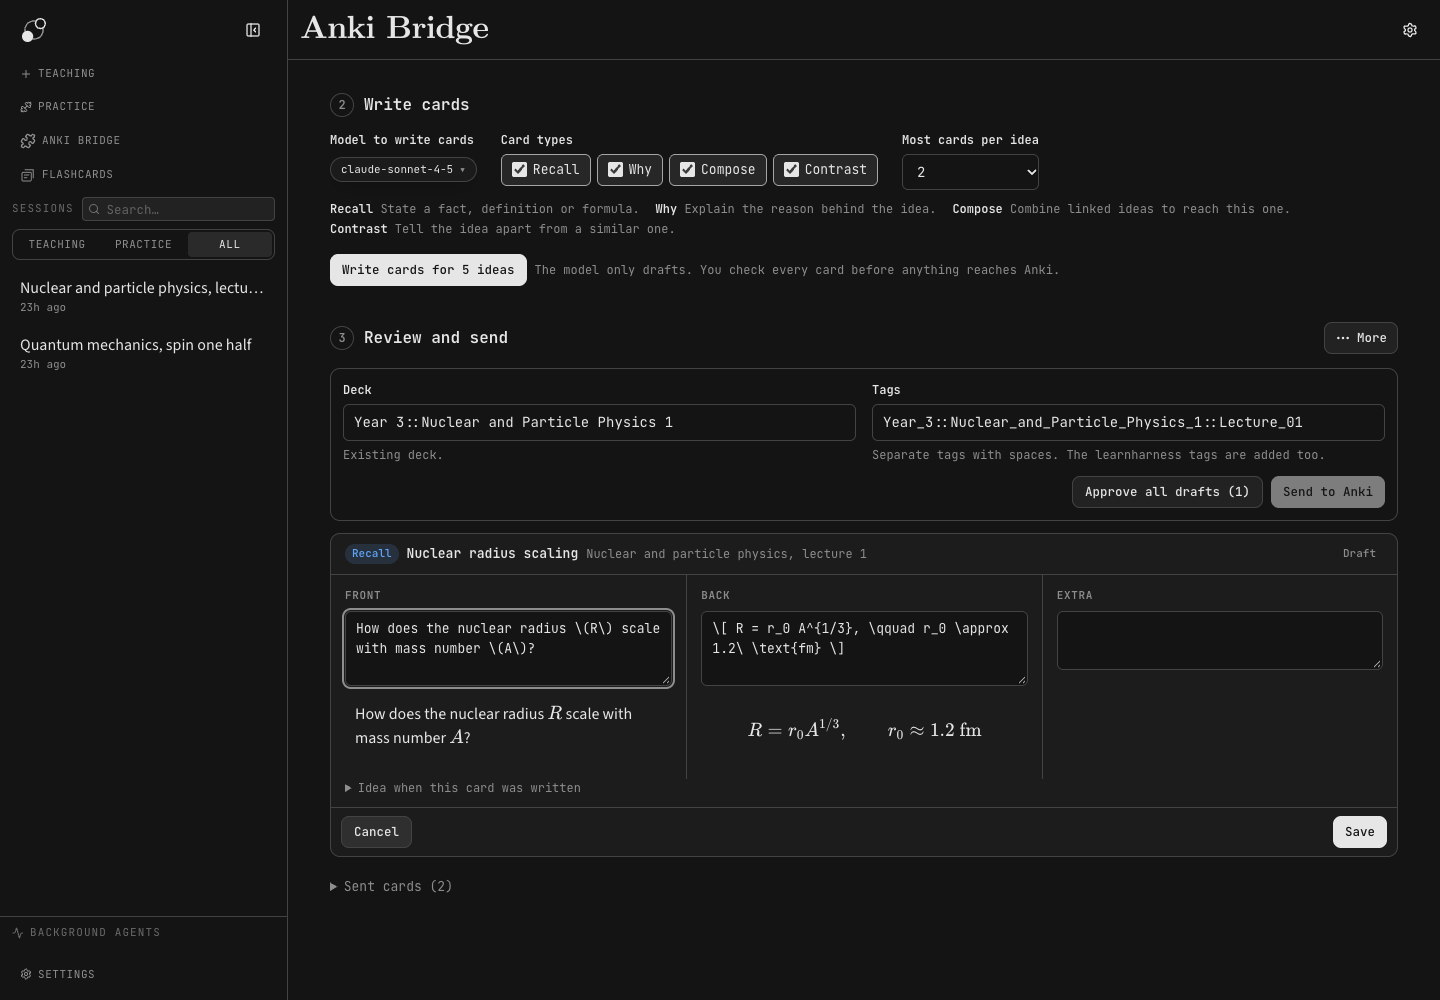 Anki Bridge
TEACHING
PRACTICE
ANKI BRIDGE
FLASHCARDS
SESSIONS
Search…
TEACHING PRACTICE ALL
Nuclear and particle physics, lectu…
23h ago
Quantum mechanics, spin one half
23h ago
BACKGROUND AGENTS
SETTINGS
2 Write cards
Model to write cards Card types Most cards per idea
claude-sonnet-4-5 ▾ Recall Why Compose Contrast 2
Recall State a fact, definition or formula. Why Explain the reason behind the idea. Compose Combine linked ideas to reach this one.
Contrast Tell the idea apart from a similar one.
Write cards for 5 ideas The model only drafts. You check every card before anything reaches Anki.
3 Review and send ··· More
Deck Tags
Year 3::Nuclear and Particle Physics 1 Year_3::Nuclear_and_Particle_Physics_1::Lecture_01
Existing deck. Separate tags with spaces. The learnharness tags are added too.
Approve all drafts (1) Send to Anki
Recall Nuclear radius scaling Nuclear and particle physics, lecture 1 Draft
FRONT
How does the nuclear radius \(R\) scale
with mass number \(A\)?
How does the nuclear radius R scale with
mass number A?
BACK
\[ R = r_0 A^{1/3}, \qquad r_0 \approx
1.2\ \text{fm} \]
R = r₀A^{1/3}, r₀ ≈ 1.2 fm
EXTRA
▶ Idea when this card was written
Cancel Save
▶ Sent cards (2)